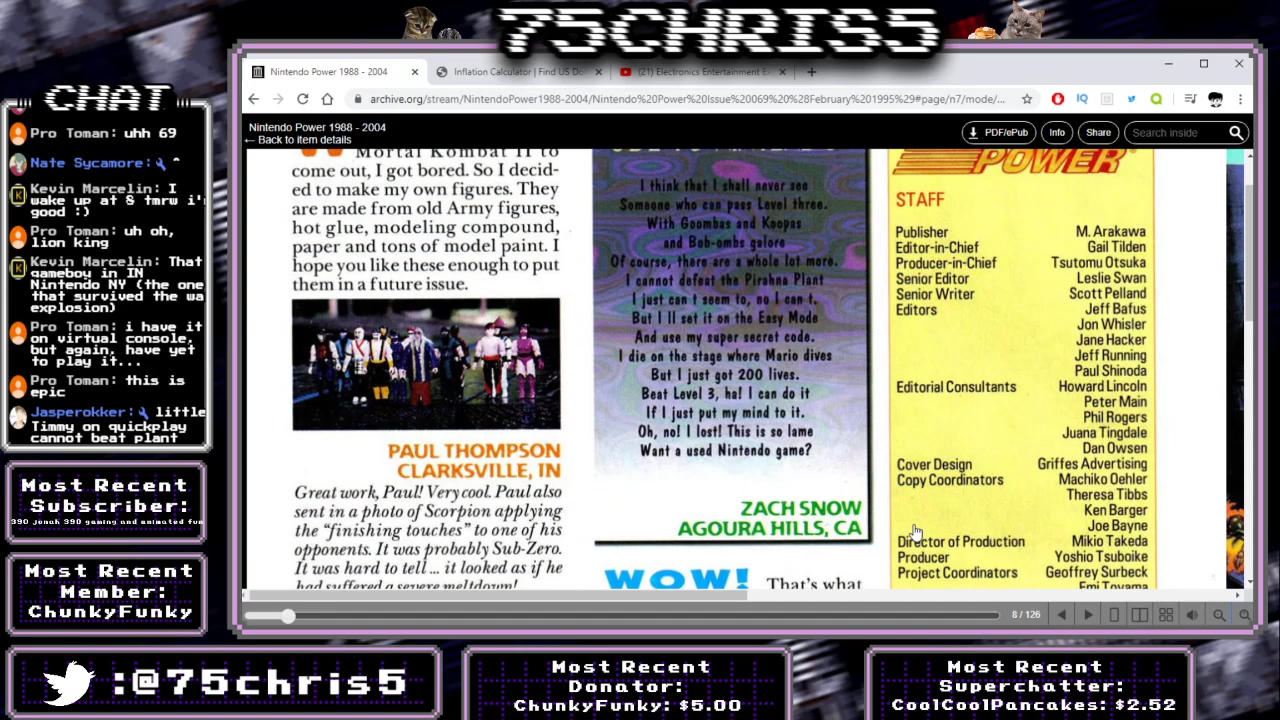 75CHRIS5
CHAT
Pro Toman: uhh 69
Nate Sycamore: ^
Kevin Marcelin: I
wake up at 8 tmrw i'
good :)
Pro Toman: uh oh,
lion king
Kevin Marcelin: That
gameboy in IN
Nintendo NY (the one
that survived the wa
explosion)
Pro Toman: i have it
on virtual console,
but again, have yet
to play it...
Pro Toman: this is
epic
Jasperokker: little
Timmy on quickplay
cannot beat plant
Most Recent
Subscriber:
390 jonah 390 gaming and animated fun
Most Recent
Member:
ChunkyFunky
:@75chris5
Most Recent
Donator:
ChunkyFunky: $5.00
Most Recent
Superchatter:
CoolCoolPancakes: $2.52
Nintendo Power 1988 - 2004
Inflation Calculator | Find US Do
(21) Electronics Entertainment E
archive.org/stream/NintendoPower1988-2004/Nintendo%20Power%20Issue%20069%20%28February%201995%29#page/n7/mode/...
Nintendo Power 1988 - 2004
← Back to item details
PDF/ePub
Info
Share
Search inside
Mortal Kombat II to
come out, I got bored. So I decid-
ed to make my own figures. They
are made from old Army figures,
hot glue, modeling compound,
paper and tons of model paint. I
hope you like these enough to put
them in a future issue.
PAUL THOMPSON
CLARKSVILLE, IN
Great work, Paul! Very cool. Paul also
sent in a photo of Scorpion applying
the “finishing touches” to one of his
opponents. It was probably Sub-Zero.
It was hard to tell ... it looked as if he
had suffered a severe meltdown!
I think that I shall never see
Someone who can pass Level three.
With Goombas and Koopas
and Bob-ombs galore
Of course, there are a whole lot more.
I cannot defeat the Pirahna Plant
I just can t seem to, no I can t.
But I ll set it on the Easy Mode
And use my super secret code.
I die on the stage where Mario dives
But I just got 200 lives.
Beat Level 3, ha! I can do it
If I just put my mind to it.
Oh, no! I lost! This is so lame
Want a used Nintendo game?
ZACH SNOW
AGOURA HILLS, CA
WOW! That's what
POWER
STAFF
Publisher M. Arakawa
Editor-in-Chief Gail Tilden
Producer-in-Chief Tsutomu Otsuka
Senior Editor Leslie Swan
Senior Writer Scott Pelland
Editors Jeff Bafus
Jon Whisler
Jane Hacker
Jeff Running
Paul Shinoda
Editorial Consultants Howard Lincoln
Peter Main
Phil Rogers
Juana Tingdale
Dan Owsen
Cover Design Griffes Advertising
Copy Coordinators Machiko Oehler
Theresa Tibbs
Ken Barger
Joe Bayne
Director of Production Mikio Takeda
Producer Yoshio Tsuboike
Project Coordinators Geoffrey Surbeck
Emi Toyama
8 / 126